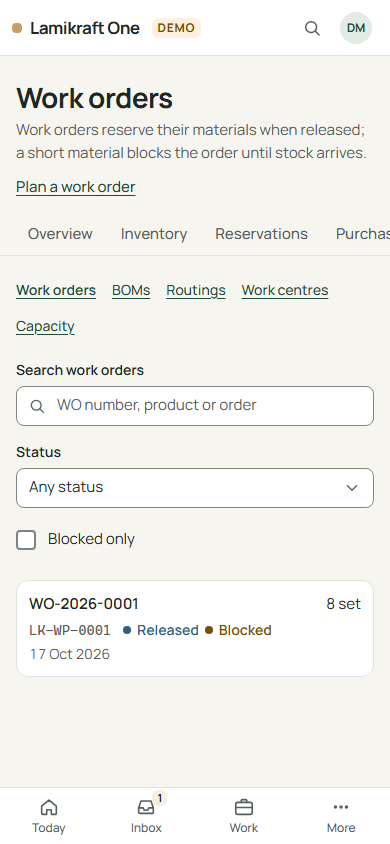 Lamikraft One DEMO DM
Work orders
Work orders reserve their materials when released;
a short material blocks the order until stock arrives.
Plan a work order
Overview Inventory Reservations Purchas
Work orders BOMs Routings Work centres
Capacity
Search work orders
WO number, product or order
Status
Any status
Blocked only
WO-2026-0001 8 set
LK-WP-0001 Released Blocked
17 Oct 2026
1
Today Inbox Work More